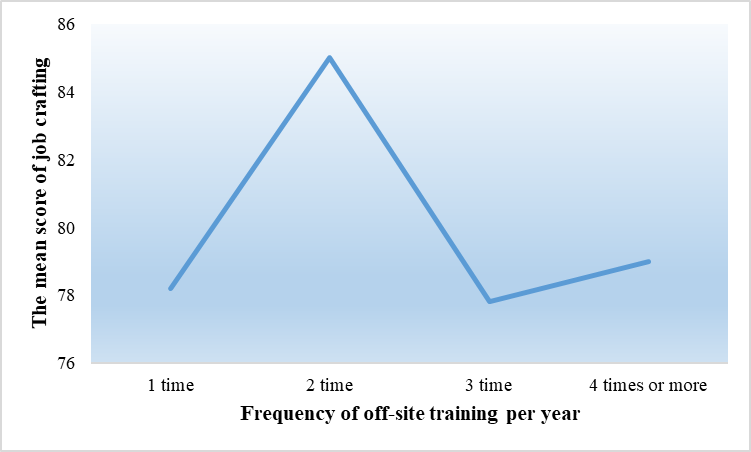 86
84
82
80
78
76
The mean score of job crafting
1 time
2 time
3 time
4 times or more
Frequency of off-site training per year